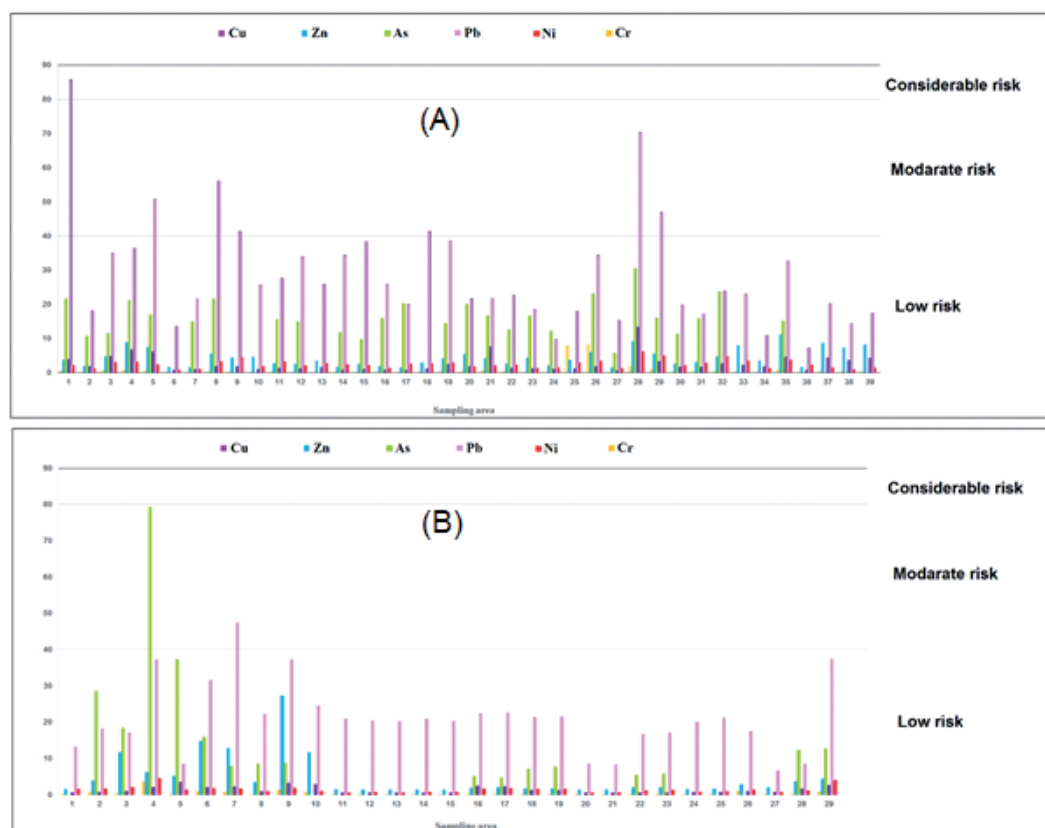 Cu Zn As Pb Ni Cr
90
80
70
60
50
40
30
20
10
0
(A)
Considerable risk
Modarate risk
Low risk
1 2 3 4 5 6 7 8 9 10 11 12 13 14 15 16 17 18 19 20 21 22 23 24 25 26 27 28 29 30 31 32 33 34 35 36 37 38 39
Sampling area
Cu Zn As Pb Ni Cr
90
80
70
60
50
40
30
20
10
0
(B)
Considerable risk
Modarate risk
Low risk
1 2 3 4 5 6 7 8 9 10 11 12 13 14 15 16 17 18 19 20 21 22 23 24 25 26 27 28 29
Sampling area